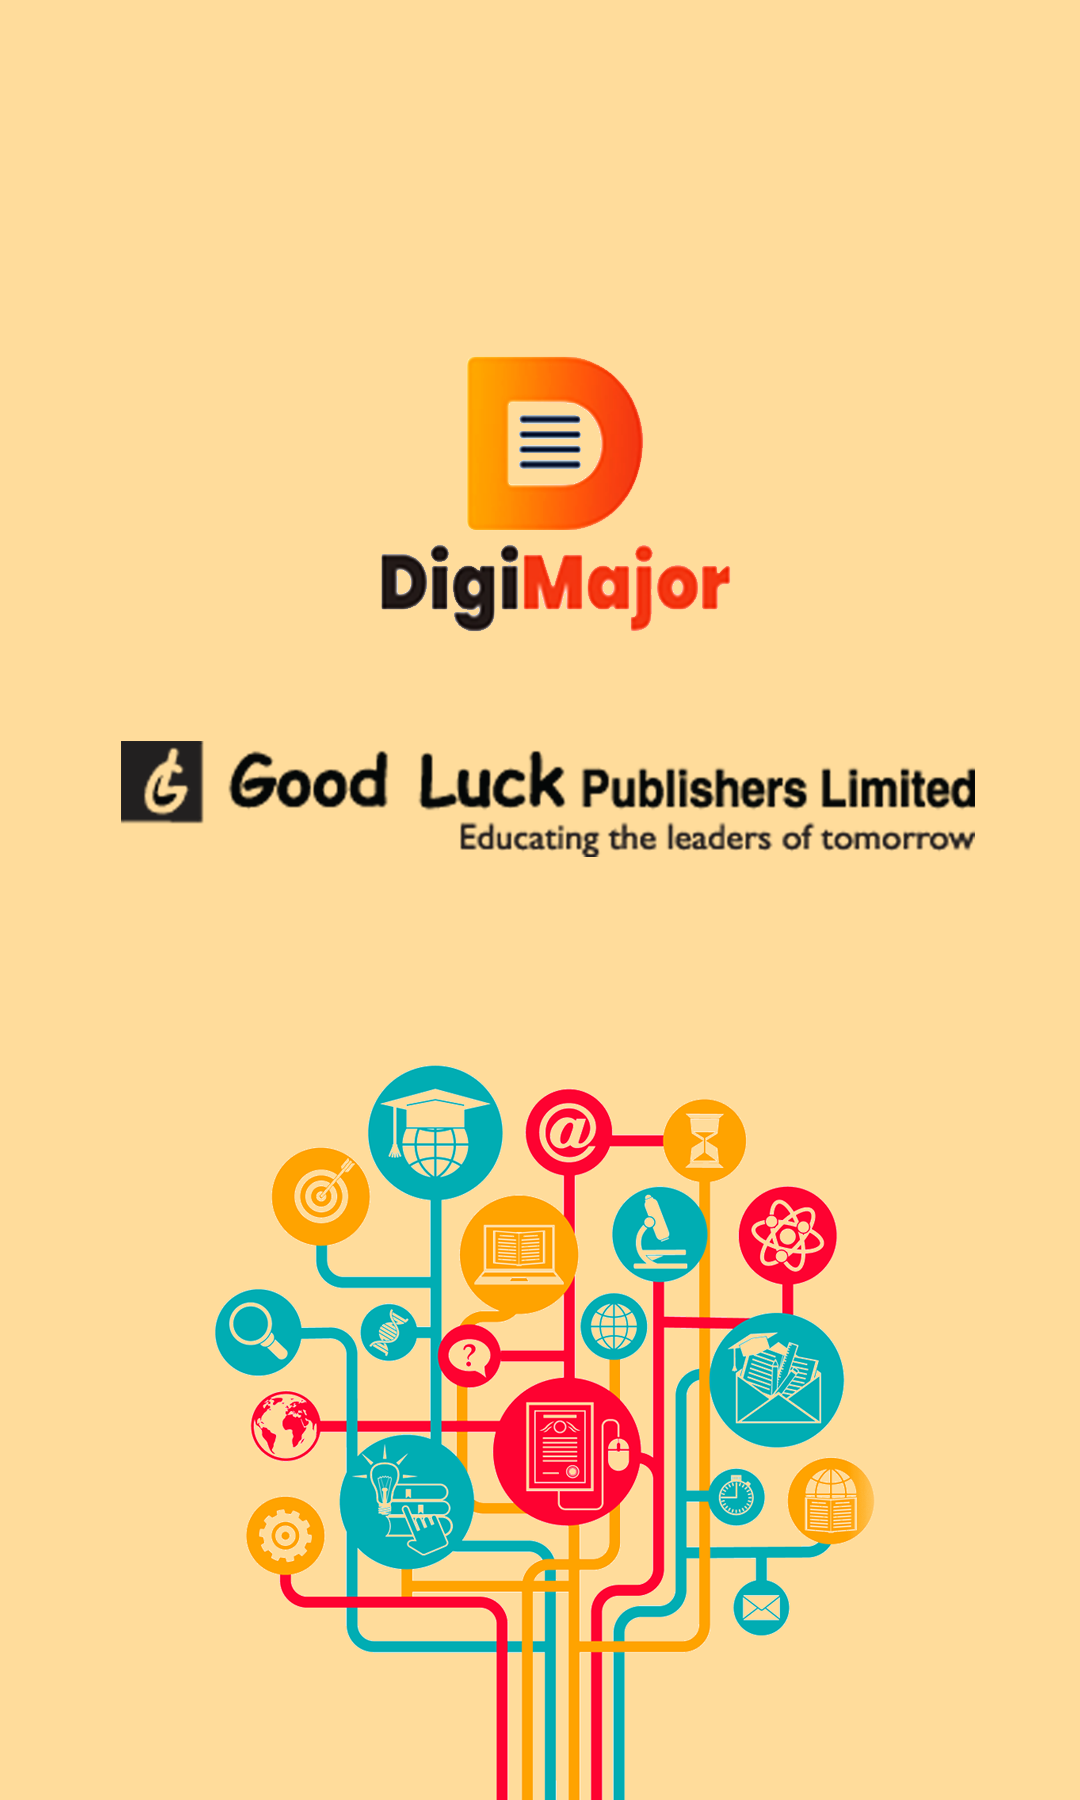 DigiMajor
Good Luck Publishers Limited
Educating the leaders of tomorrow
@
?